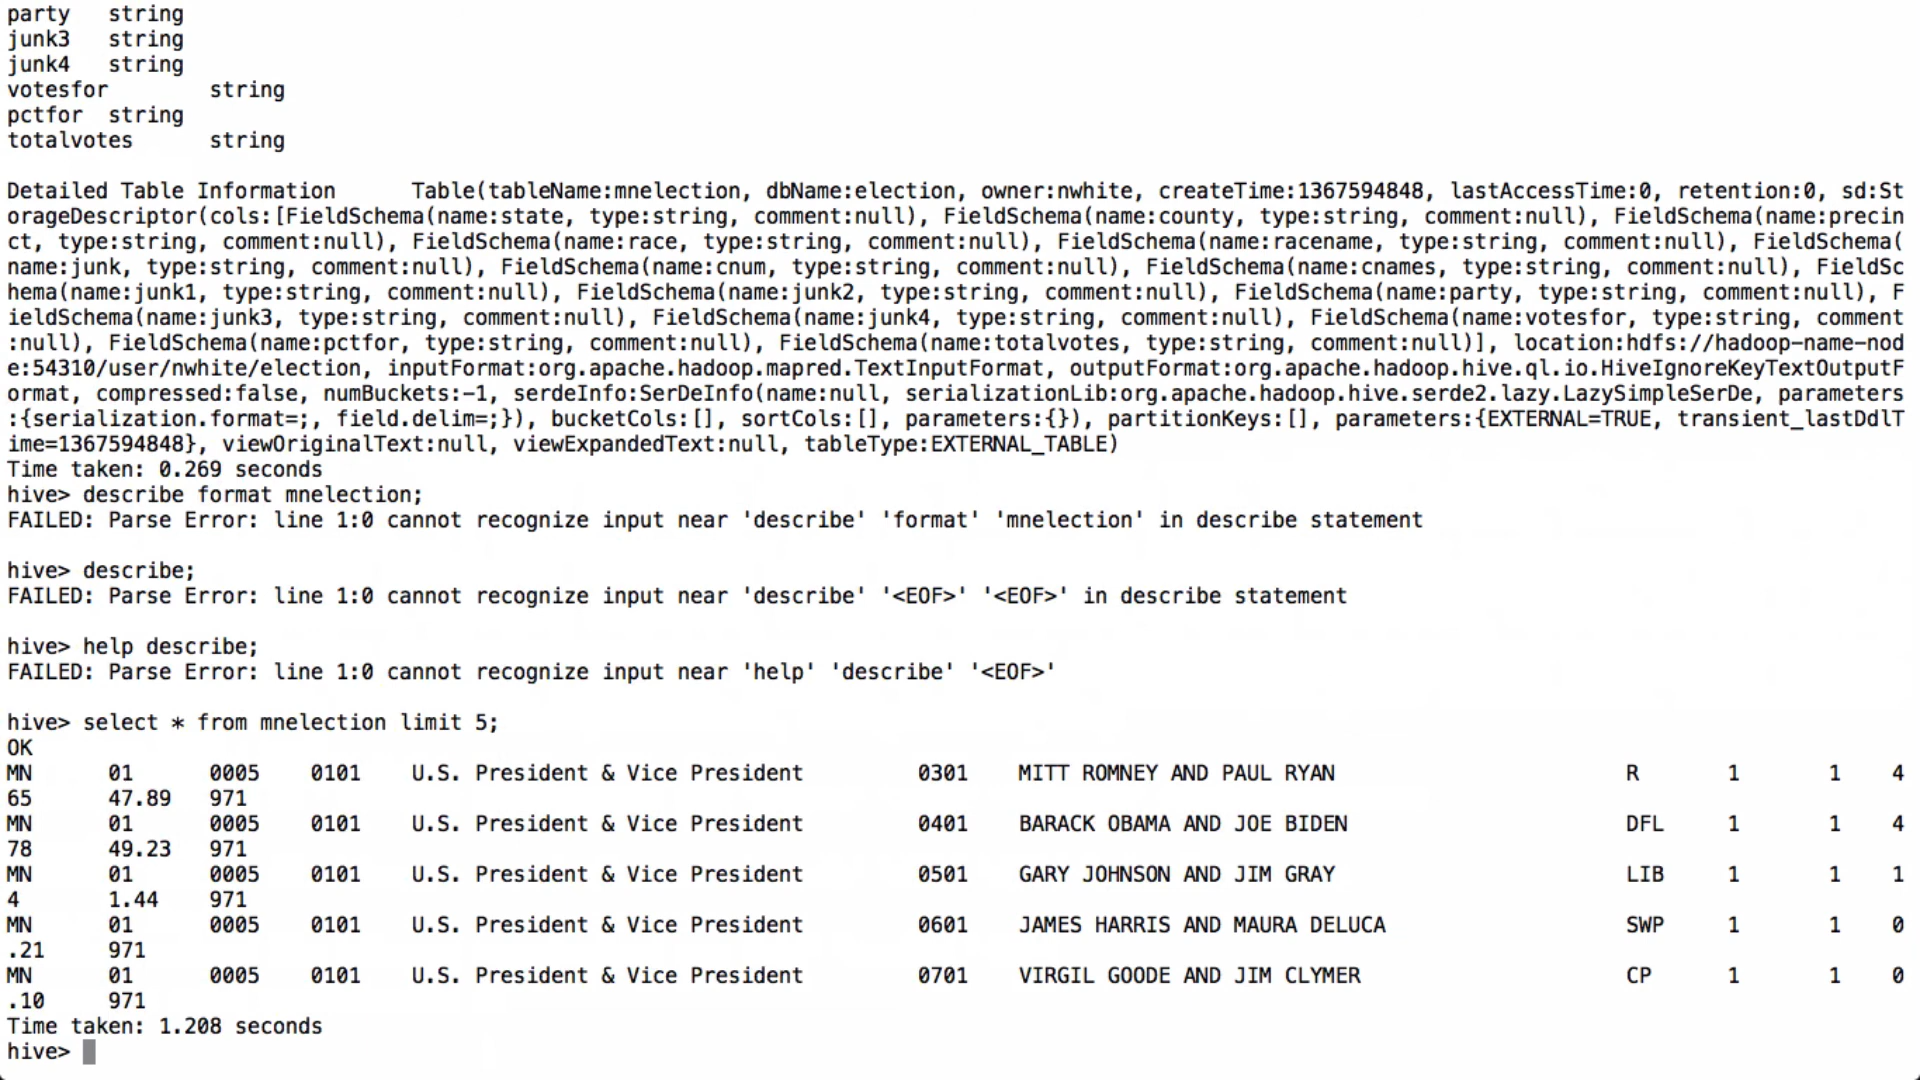 party   string
junk3   string
junk4   string
votesfor        string
pctfor  string
totalvotes      string
Detailed Table Information      Table(tableName:mnelection, dbName:election, owner:nwhite, createTime:1367594848, lastAccessTime:0, retention:0, sd:St
orageDescriptor(cols:[FieldSchema(name:state, type:string, comment:null), FieldSchema(name:county, type:string, comment:null), FieldSchema(name:precin
ct, type:string, comment:null), FieldSchema(name:race, type:string, comment:null), FieldSchema(name:racename, type:string, comment:null), FieldSchema(
name:junk, type:string, comment:null), FieldSchema(name:cnum, type:string, comment:null), FieldSchema(name:cnames, type:string, comment:null), FieldSc
hema(name:junk1, type:string, comment:null), FieldSchema(name:junk2, type:string, comment:null), FieldSchema(name:party, type:string, comment:null), F
ieldSchema(name:junk3, type:string, comment:null), FieldSchema(name:junk4, type:string, comment:null), FieldSchema(name:votesfor, type:string, comment
:null), FieldSchema(name:pctfor, type:string, comment:null), FieldSchema(name:totalvotes, type:string, comment:null)], location:hdfs://hadoop-name-nod
e:54310/user/nwhite/election, inputFormat:org.apache.hadoop.mapred.TextInputFormat, outputFormat:org.apache.hadoop.hive.ql.io.HiveIgnoreKeyTextOutputF
ormat, compressed:false, numBuckets:-1, serdeInfo:SerDeInfo(name:null, serializationLib:org.apache.hadoop.hive.serde2.lazy.LazySimpleSerDe, parameters
:{serialization.format=;, field.delim=;}), bucketCols:[], sortCols:[], parameters:{}), partitionKeys:[], parameters:{EXTERNAL=TRUE, transient_lastDdlT
ime=1367594848}, viewOriginalText:null, viewExpandedText:null, tableType:EXTERNAL_TABLE)
Time taken: 0.269 seconds
hive> describe format mnelection;
FAILED: Parse Error: line 1:0 cannot recognize input near 'describe' 'format' 'mnelection' in describe statement
hive> describe;
FAILED: Parse Error: line 1:0 cannot recognize input near 'describe' '<EOF>' '<EOF>' in describe statement
hive> help describe;
FAILED: Parse Error: line 1:0 cannot recognize input near 'help' 'describe' '<EOF>'
hive> select * from mnelection limit 5;
OK
MN      01      0005    0101    U.S. President & Vice President         0301    MITT ROMNEY AND PAUL RYAN                       R       1       1    4
65      47.89   971
MN      01      0005    0101    U.S. President & Vice President         0401    BARACK OBAMA AND JOE BIDEN                      DFL     1       1    4
78      49.23   971
MN      01      0005    0101    U.S. President & Vice President         0501    GARY JOHNSON AND JIM GRAY                       LIB     1       1    1
4       1.44    971
MN      01      0005    0101    U.S. President & Vice President         0601    JAMES HARRIS AND MAURA DELUCA                   SWP     1       1    0
.21     971
MN      01      0005    0101    U.S. President & Vice President         0701    VIRGIL GOODE AND JIM CLYMER                     CP      1       1    0
.10     971
Time taken: 1.208 seconds
hive>